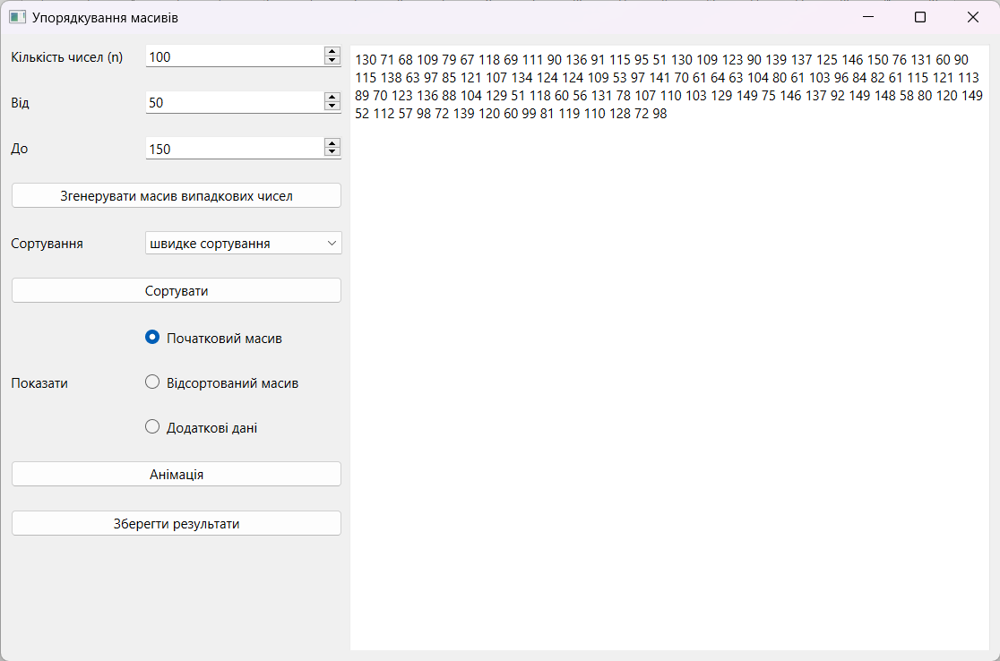 Упорядкування масивів
Кількість чисел (n)
100
Від
50
До
150
Згенерувати масив випадкових чисел
Сортування
швидке сортування
Сортувати
Початковий масив
Показати
Відсортований масив
Додаткові дані
Анімація
Зберегти результати
130 71 68 109 79 67 118 69 111 90 136 91 115 95 51 130 109 123 90 139 137 125 146 150 76 131 60 90
115 138 63 97 85 121 107 134 124 124 109 53 97 141 70 61 64 63 104 80 61 103 96 84 82 61 115 121 113
89 70 123 136 88 104 129 51 118 60 56 131 78 107 110 103 129 149 75 146 137 92 149 148 58 80 120 149
52 112 57 98 72 139 120 60 99 81 119 110 128 72 98